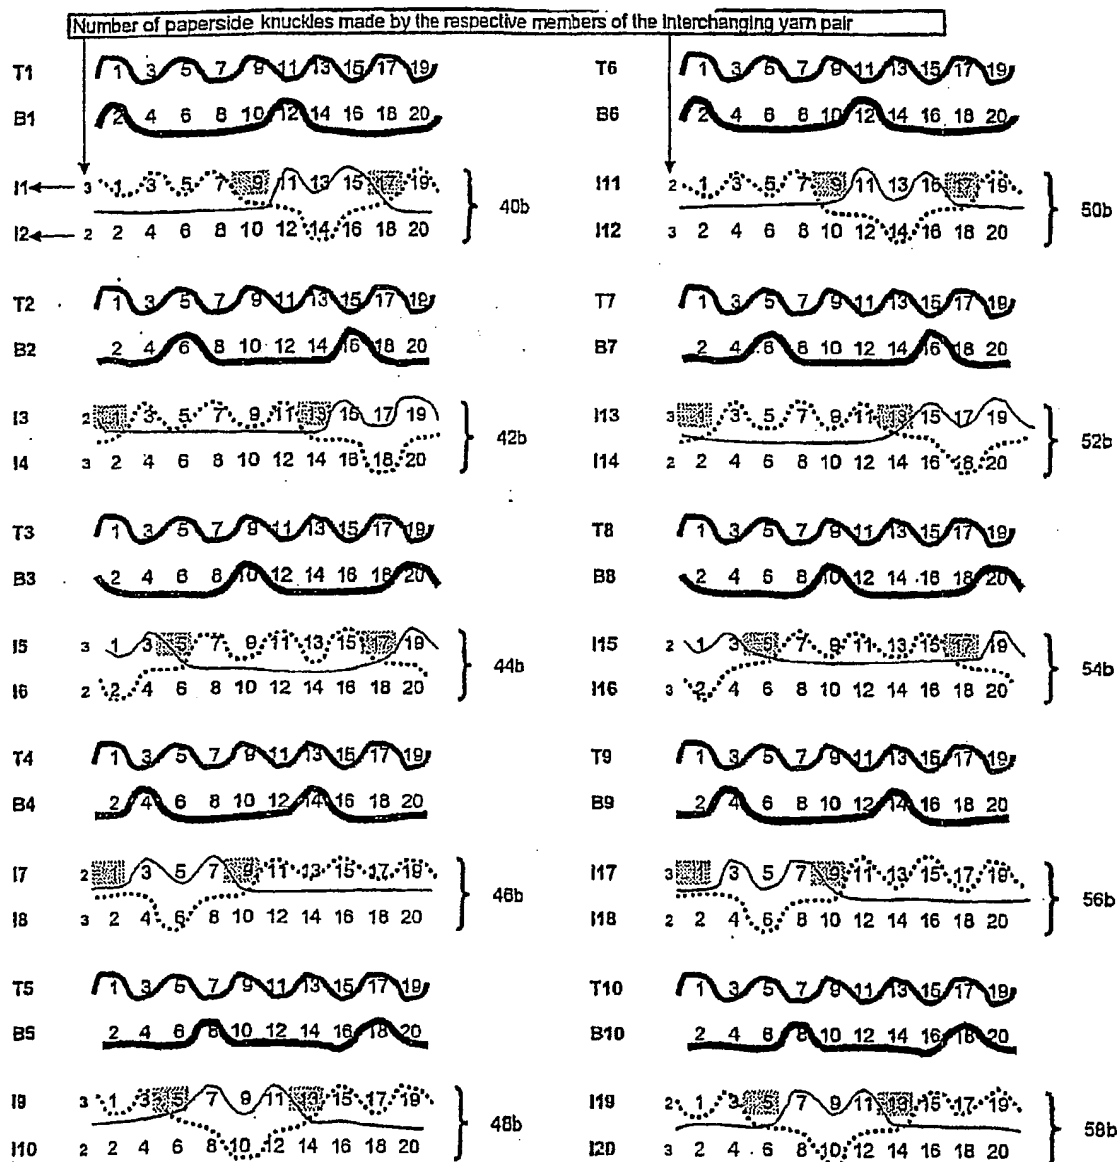 Number of paperside knuckles made by the respective members of the interchanging yarn pair
T1 1 3 5 7 9 11 13 15 17 19
B1 2 4 6 8 10 12 14 16 18 20
I1 3 1 3 5 7 9 11 13 15 17 19
40b
I2 2 2 4 6 8 10 12 14 16 18 20
T2 1 3 5 7 9 11 13 15 17 19
B2 2 4 6 8 10 12 14 16 18 20
I3 2 1 3 5 7 9 11 13 15 17 19
42b
I4 3 2 4 6 8 10 12 14 16 18 20
T3 1 3 5 7 9 11 13 15 17 19
B3 2 4 6 8 10 12 14 16 18 20
I5 3 1 3 5 7 9 11 13 15 17 19
44b
I6 2 2 4 6 8 10 12 14 16 18 20
T4 1 3 5 7 9 11 13 15 17 19
B4 2 4 6 8 10 12 14 16 18 20
I7 2 1 3 5 7 9 11 13 15 17 19
46b
I8 3 2 4 6 8 10 12 14 16 18 20
T5 1 3 5 7 9 11 13 15 17 19
B5 2 4 6 8 10 12 14 16 18 20
I9 3 1 3 5 7 9 11 13 15 17 19
48b
I10 2 2 4 6 8 10 12 14 16 18 20
T6 1 3 5 7 9 11 13 15 17 19
B6 2 4 6 8 10 12 14 16 18 20
I11 2 1 3 5 7 9 11 13 15 17 19
50b
I12 3 2 4 6 8 10 12 14 16 18 20
T7 1 3 5 7 9 11 13 15 17 19
B7 2 4 6 8 10 12 14 16 18 20
I13 3 1 3 5 7 9 11 13 15 17 19
52b
I14 2 2 4 6 8 10 12 14 16 18 20
T8 1 3 5 7 9 11 13 15 17 19
B8 2 4 6 8 10 12 14 16 18 20
I15 2 1 3 5 7 9 11 13 15 17 19
54b
I16 3 2 4 6 8 10 12 14 16 18 20
T9 1 3 5 7 9 11 13 15 17 19
B9 2 4 6 8 10 12 14 16 18 20
I17 3 1 3 5 7 9 11 13 15 17 19
56b
I18 2 2 4 6 8 10 12 14 16 18 20
T10 1 3 5 7 9 11 13 15 17 19
B10 2 4 6 8 10 12 14 16 18 20
I19 2 1 3 5 7 9 11 13 15 17 19
58b
I20 3 2 4 6 8 10 12 14 16 18 20